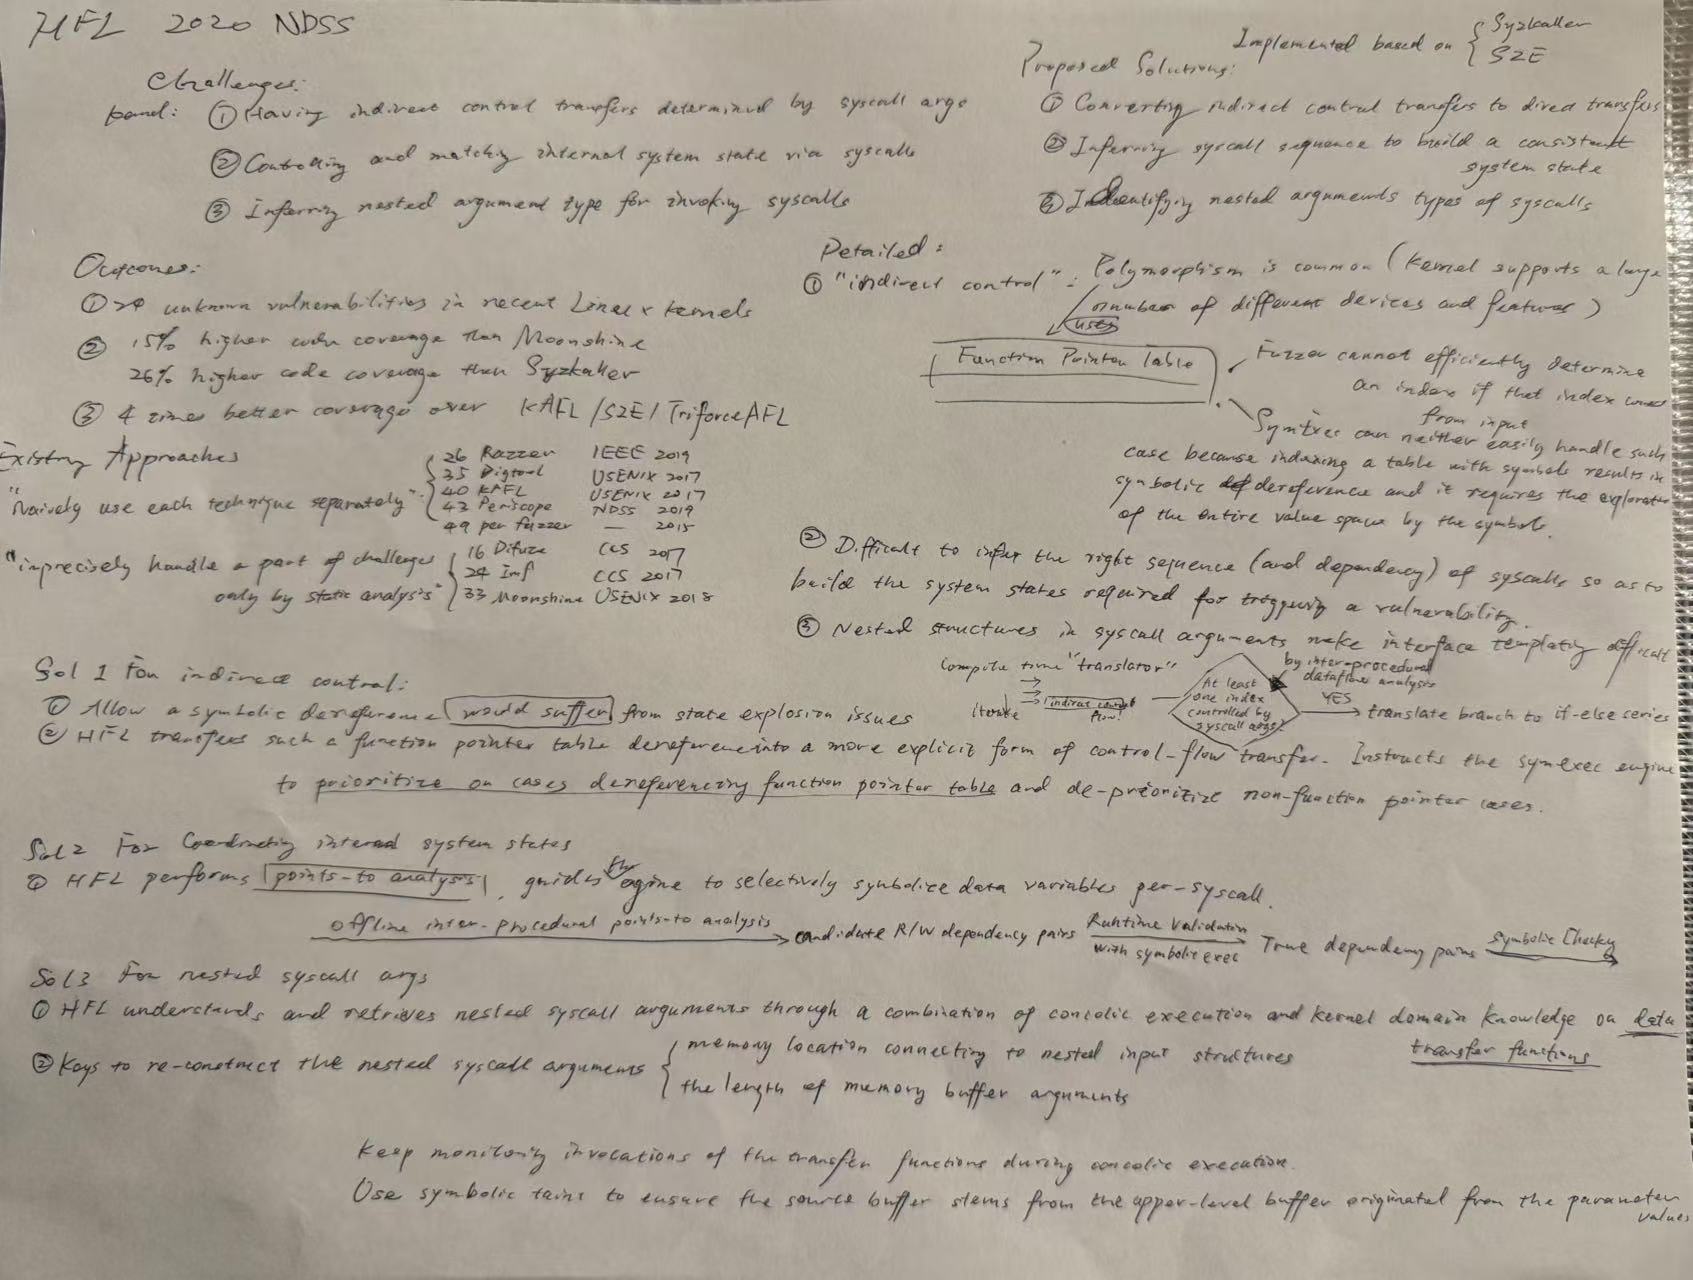 HFL 2020 NDSS
Implemented based on { Syzkaller
S2E
Challenges:
kernel: ① Having indirect control transfers determined by syscall args
② Controlling and matching internal system state via syscalls
③ Inferring nested argument type for invoking syscalls
Proposed Solutions:
① Converting indirect control transfers to direct transfers
② Inferring syscall sequence to build a consistent
system state
③ Indentifying nested arguments types of syscalls
Outcomes:
① 24 unknown vulnerabilities in recent Linux kernels
② 15% higher code coverage than Moonshine
26% higher code coverage than Syzkaller
③ 4 times better coverage over kAFL / S2E / TriforceAFL
Existing Approaches
"Naively use each technique separately"
26 Razzer IEEE 2019
35 Digtool USENIX 2017
40 kAFL USENIX 2017
43 Periscope NDSS 2019
49 perf fuzzer — 2015
"inprecisely handle a part of challenges
only by static analysis"
16 Difuze CCS 2017
24 Imf CCS 2017
33 Moonshine USENIX 2018
Detailed:
① "indirect control": Polymorphism is common (kernel supports a large
number of different devices and features)
uses
Function Pointer Table
Fuzzer cannot efficiently determine
an index if that index comes
from input
Symexec can neither easily handle such
case because indexing a table with symbols results in
symbolic dereference and it requires the exploration
of the entire value space by the symbols.
② Difficult to infer the right sequence (and dependency) of syscalls so as to
build the system states required for triggering a vulnerability.
③ Nested structures in syscall arguments make interface templating difficult
Sol 1 For indirect control:
① Allow a symbolic dereference would suffer from state explosion issues
compile time "translator"
iterate
indirect control
flow!
At least
one index
controlled by
syscall args?
by inter-procedural
dataflow analysis
YES
translate branch to if-else series
② HFL transfers such a function pointer table dereference into a more explicit form of control-flow transfer. Instructs the symexec engine
to prioritize on cases dereferencing function pointer table and de-prioritize non-function pointer cases.
Sol 2 For Coordinating internal system states
① HFL performs points-to analysis, guides the egine to selectively symbolice data variables per-syscall.
offline inter-procedural points-to analysis
candidate R/W dependency pairs
Runtime Validation
with symbolic exec
True dependency pairs
symbolic Checking
Sol 3 For nested syscall args
① HFL understands and retrives nested syscall arguments through a combination of concolic execution and kernel domain knowledge on data
transfer functions
② Keys to re-construct the nested syscall arguments
memory location connecting to nested input structures
the length of memory buffer arguments
Keep monitoring invocations of the transfer functions during concolic execution.
Use symbolic taint to ensure the source buffer stems from the upper-level buffer originated from the parameter
values